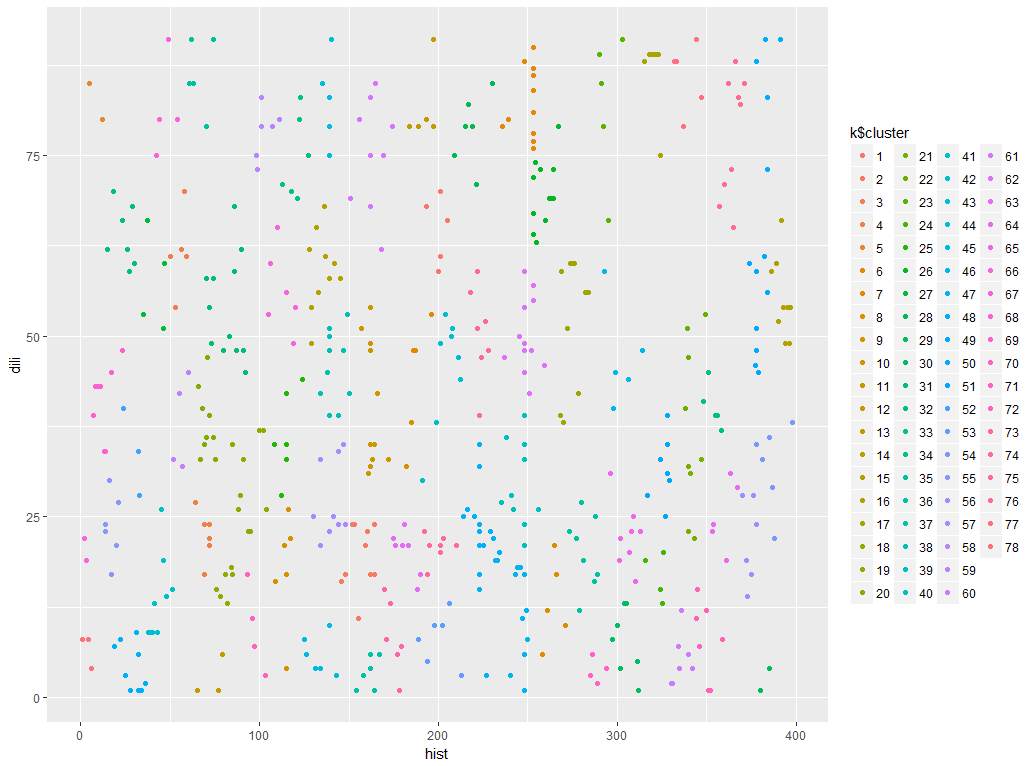 k$cluster
1 21 41 61
2 22 42 62
3 23 43 63
4 24 44 64
5 25 45 65
6 26 46 66
7 27 47 67
8 28 48 68
9 29 49 69
10 30 50 70
11 31 51 71
12 32 52 72
13 33 53 73
14 34 54 74
15 35 55 75
16 36 56 76
17 37 57 77
18 38 58 78
19 39 59
20 40 60
75
50
25
0
dili
0 100 200 300 400
hist